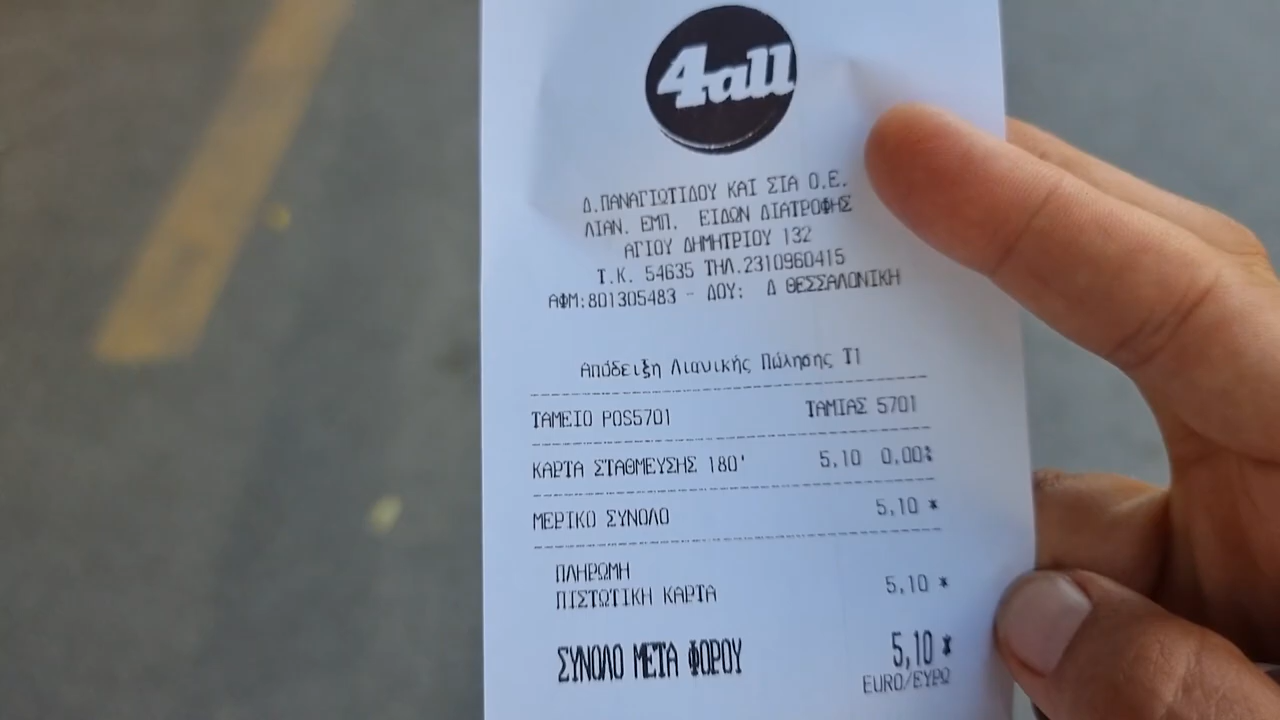 4all
Δ.ΠΑΝΑΓΙΩΤΙΔΟΥ ΚΑΙ ΣΙΑ Ο.Ε.
ΛΙΑΝ. ΕΜΠ. ΕΙΔΩΝ ΔΙΑΤΡΟΦΗΣ
ΑΓΙΟΥ ΔΗΜΗΤΡΙΟΥ 132
Τ.Κ. 54635 ΤΗΛ.2310960415
ΑΦΜ:801305483 - ΔΟΥ: Δ ΘΕΣΣΑΛΟΝΙΚΗ
Απόδειξη Λιανικής Πώλησης Τ1
ΤΑΜΕΙΟ POS5701 ΤΑΜΙΑΣ 5701
ΚΑΡΤΑ ΣΤΑΘΜΕΥΣΗΣ 180' 5,10 0,00%
ΜΕΡΙΚΟ ΣΥΝΟΛΟ 5,10 *
ΠΛΗΡΩΜΗ
ΠΙΣΤΩΤΙΚΗ ΚΑΡΤΑ 5,10 *
ΣΥΝΟΛΟ ΜΕΤΑ ΦΟΡΟΥ 5,10 *
EURO/ΕΥΡΩ